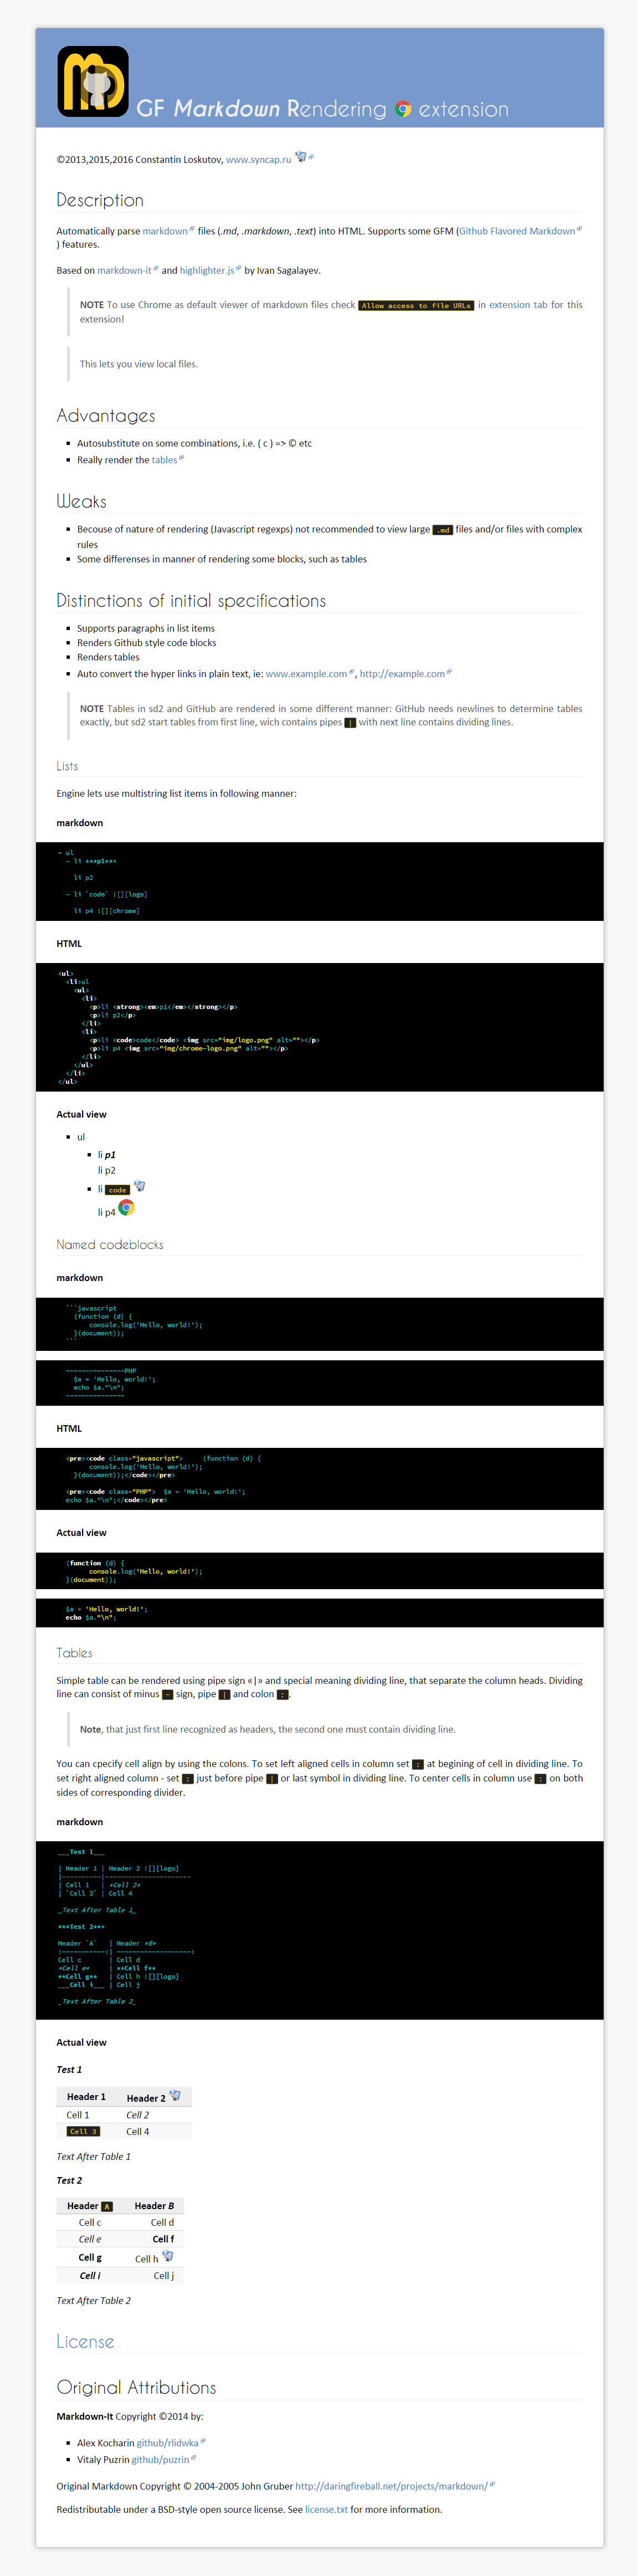 GF Markdown Rendering extension
©2013,2015,2016 Constantin Loskutov, www.syncap.ru
Description
Automatically parse markdown files (.md, .markdown, .text) into HTML. Supports some GFM (Github Flavored Markdown
) features.
Based on markdown-it and highlighter.js by Ivan Sagalayev.
NOTE To use Chrome as default viewer of markdown files check Allow access to file URLs in extension tab for this
extension!
This lets you view local files.
Advantages
Autosubstitute on some combinations, i.e. ( c ) => © etc
Really render the tables
Weaks
Becouse of nature of rendering (Javascript regexps) not recommended to view large .md files and/or files with complex
rules
Some differenses in manner of rendering some blocks, such as tables
Distinctions of initial specifications
Supports paragraphs in list items
Renders Github style code blocks
Renders tables
Auto convert the hyper links in plain text, ie: www.example.com, http://example.com
NOTE Tables in sd2 and GitHub are rendered in some different manner: GitHub needs newlines to determine tables
exactly, but sd2 start tables from first line, wich contains pipes | with next line contains dividing lines.
Lists
Engine lets use multistring list items in following manner:
markdown
- ul
- li ***p1***
li p2
- li `code` ![][logo]
li p4 ![][chrome]
HTML
<ul>
<li>ul
<ul>
<li>
<p>li <strong><em>p1</em></strong></p>
<p>li p2</p>
</li>
<li>
<p>li <code>code</code> <img src="img/logo.png" alt=""></p>
<p>li p4 <img src="img/chrome-logo.png" alt=""></p>
</li>
</ul>
</li>
</ul>
Actual view
ul
li p1
li p2
li code
li p4
Named codeblocks
markdown
```javascript
(function (d) {
console.log('Hello, world!');
}(document));
```
~~~~~~~~~~~~~~~PHP
$a = 'Hello, world!';
echo $a."\n";
~~~~~~~~~~~~~~~
HTML
<pre><code class="javascript"> (function (d) {
console.log('Hello, world!');
}(document));</code></pre>
<pre><code class="PHP"> $a = 'Hello, world!';
echo $a."\n";</code></pre>
Actual view
(function (d) {
console.log('Hello, world!');
}(document));
$a = 'Hello, world!';
echo $a."\n";
Tables
Simple table can be rendered using pipe sign «|» and special meaning dividing line, that separate the column heads. Dividing
line can consist of minus - sign, pipe | and colon :.
Note, that just first line recognized as headers, the second one must contain dividing line.
You can cpecify cell align by using the colons. To set left aligned cells in column set : at begining of cell in dividing line. To
set right aligned column - set : just before pipe | or last symbol in dividing line. To center cells in column use : on both
sides of corresponding divider.
markdown
___Test 1___
| Header 1 | Header 2 ![][logo]
|----------|----------------------
| Cell 1 | *Cell 2*
| `Cell 3` | Cell 4
_Text After Table 1_
***Test 2***
Header `A` | Header *B*
:-----------:| -------------------:
Cell c | Cell d
*Cell e* | **Cell f**
**Cell g** | Cell h ![][logo]
___Cell i___ | Cell j
_Text After Table 2_
Actual view
Test 1
Header 1 Header 2
Cell 1 Cell 2
Cell 3 Cell 4
Text After Table 1
Test 2
Header A Header B
Cell c Cell d
Cell e Cell f
Cell g Cell h
Cell i Cell j
Text After Table 2
License
Original Attributions
Markdown-It Copyright ©2014 by:
Alex Kocharin github/rlidwka
Vitaly Puzrin github/puzrin
Original Markdown Copyright © 2004-2005 John Gruber http://daringfireball.net/projects/markdown/
Redistributable under a BSD-style open source license. See license.txt for more information.